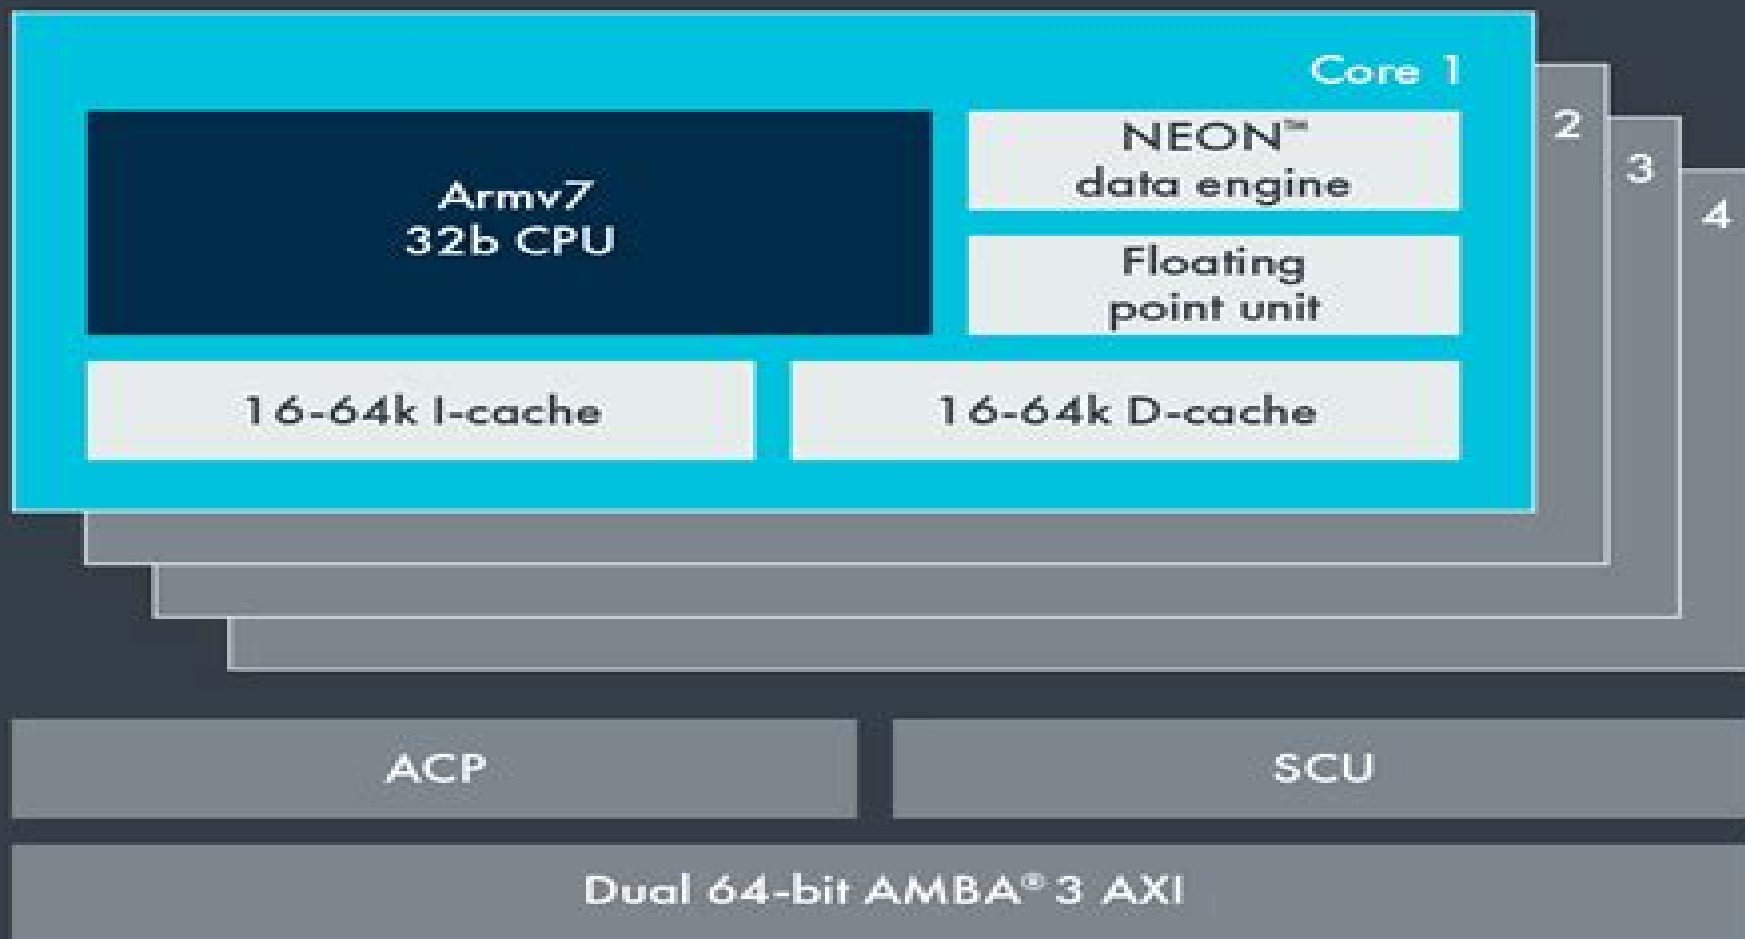 Core 1
2
3
4
Armv7
32b CPU
NEON™
data engine
Floating
point unit
16-64k I-cache
16-64k D-cache
ACP
SCU
Dual 64-bit AMBA® 3 AXI